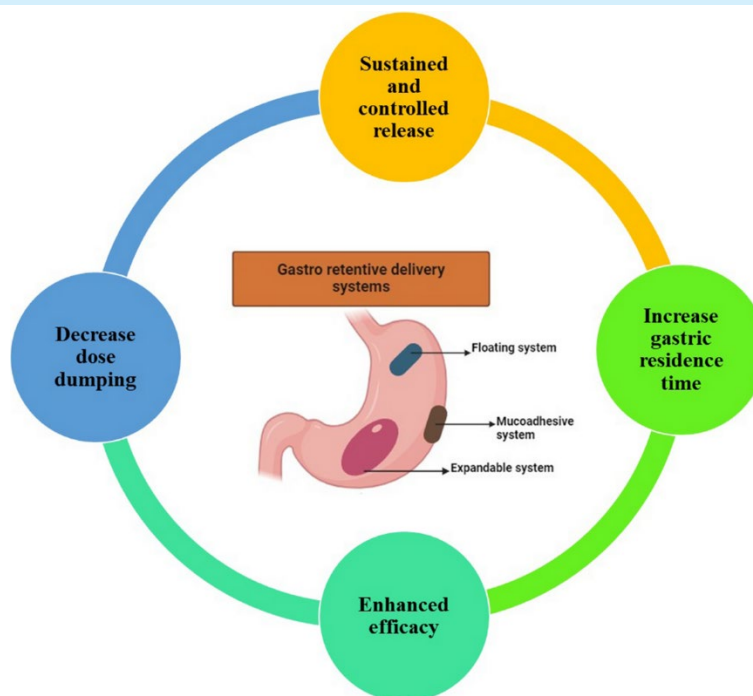 Sustained
and
controlled
release
Gastro retentive delivery
systems
Floating system
Mucoadhesive
system
Expandable system
Decrease
dose
dumping
Increase
gastric
residence
time
Enhanced
efficacy